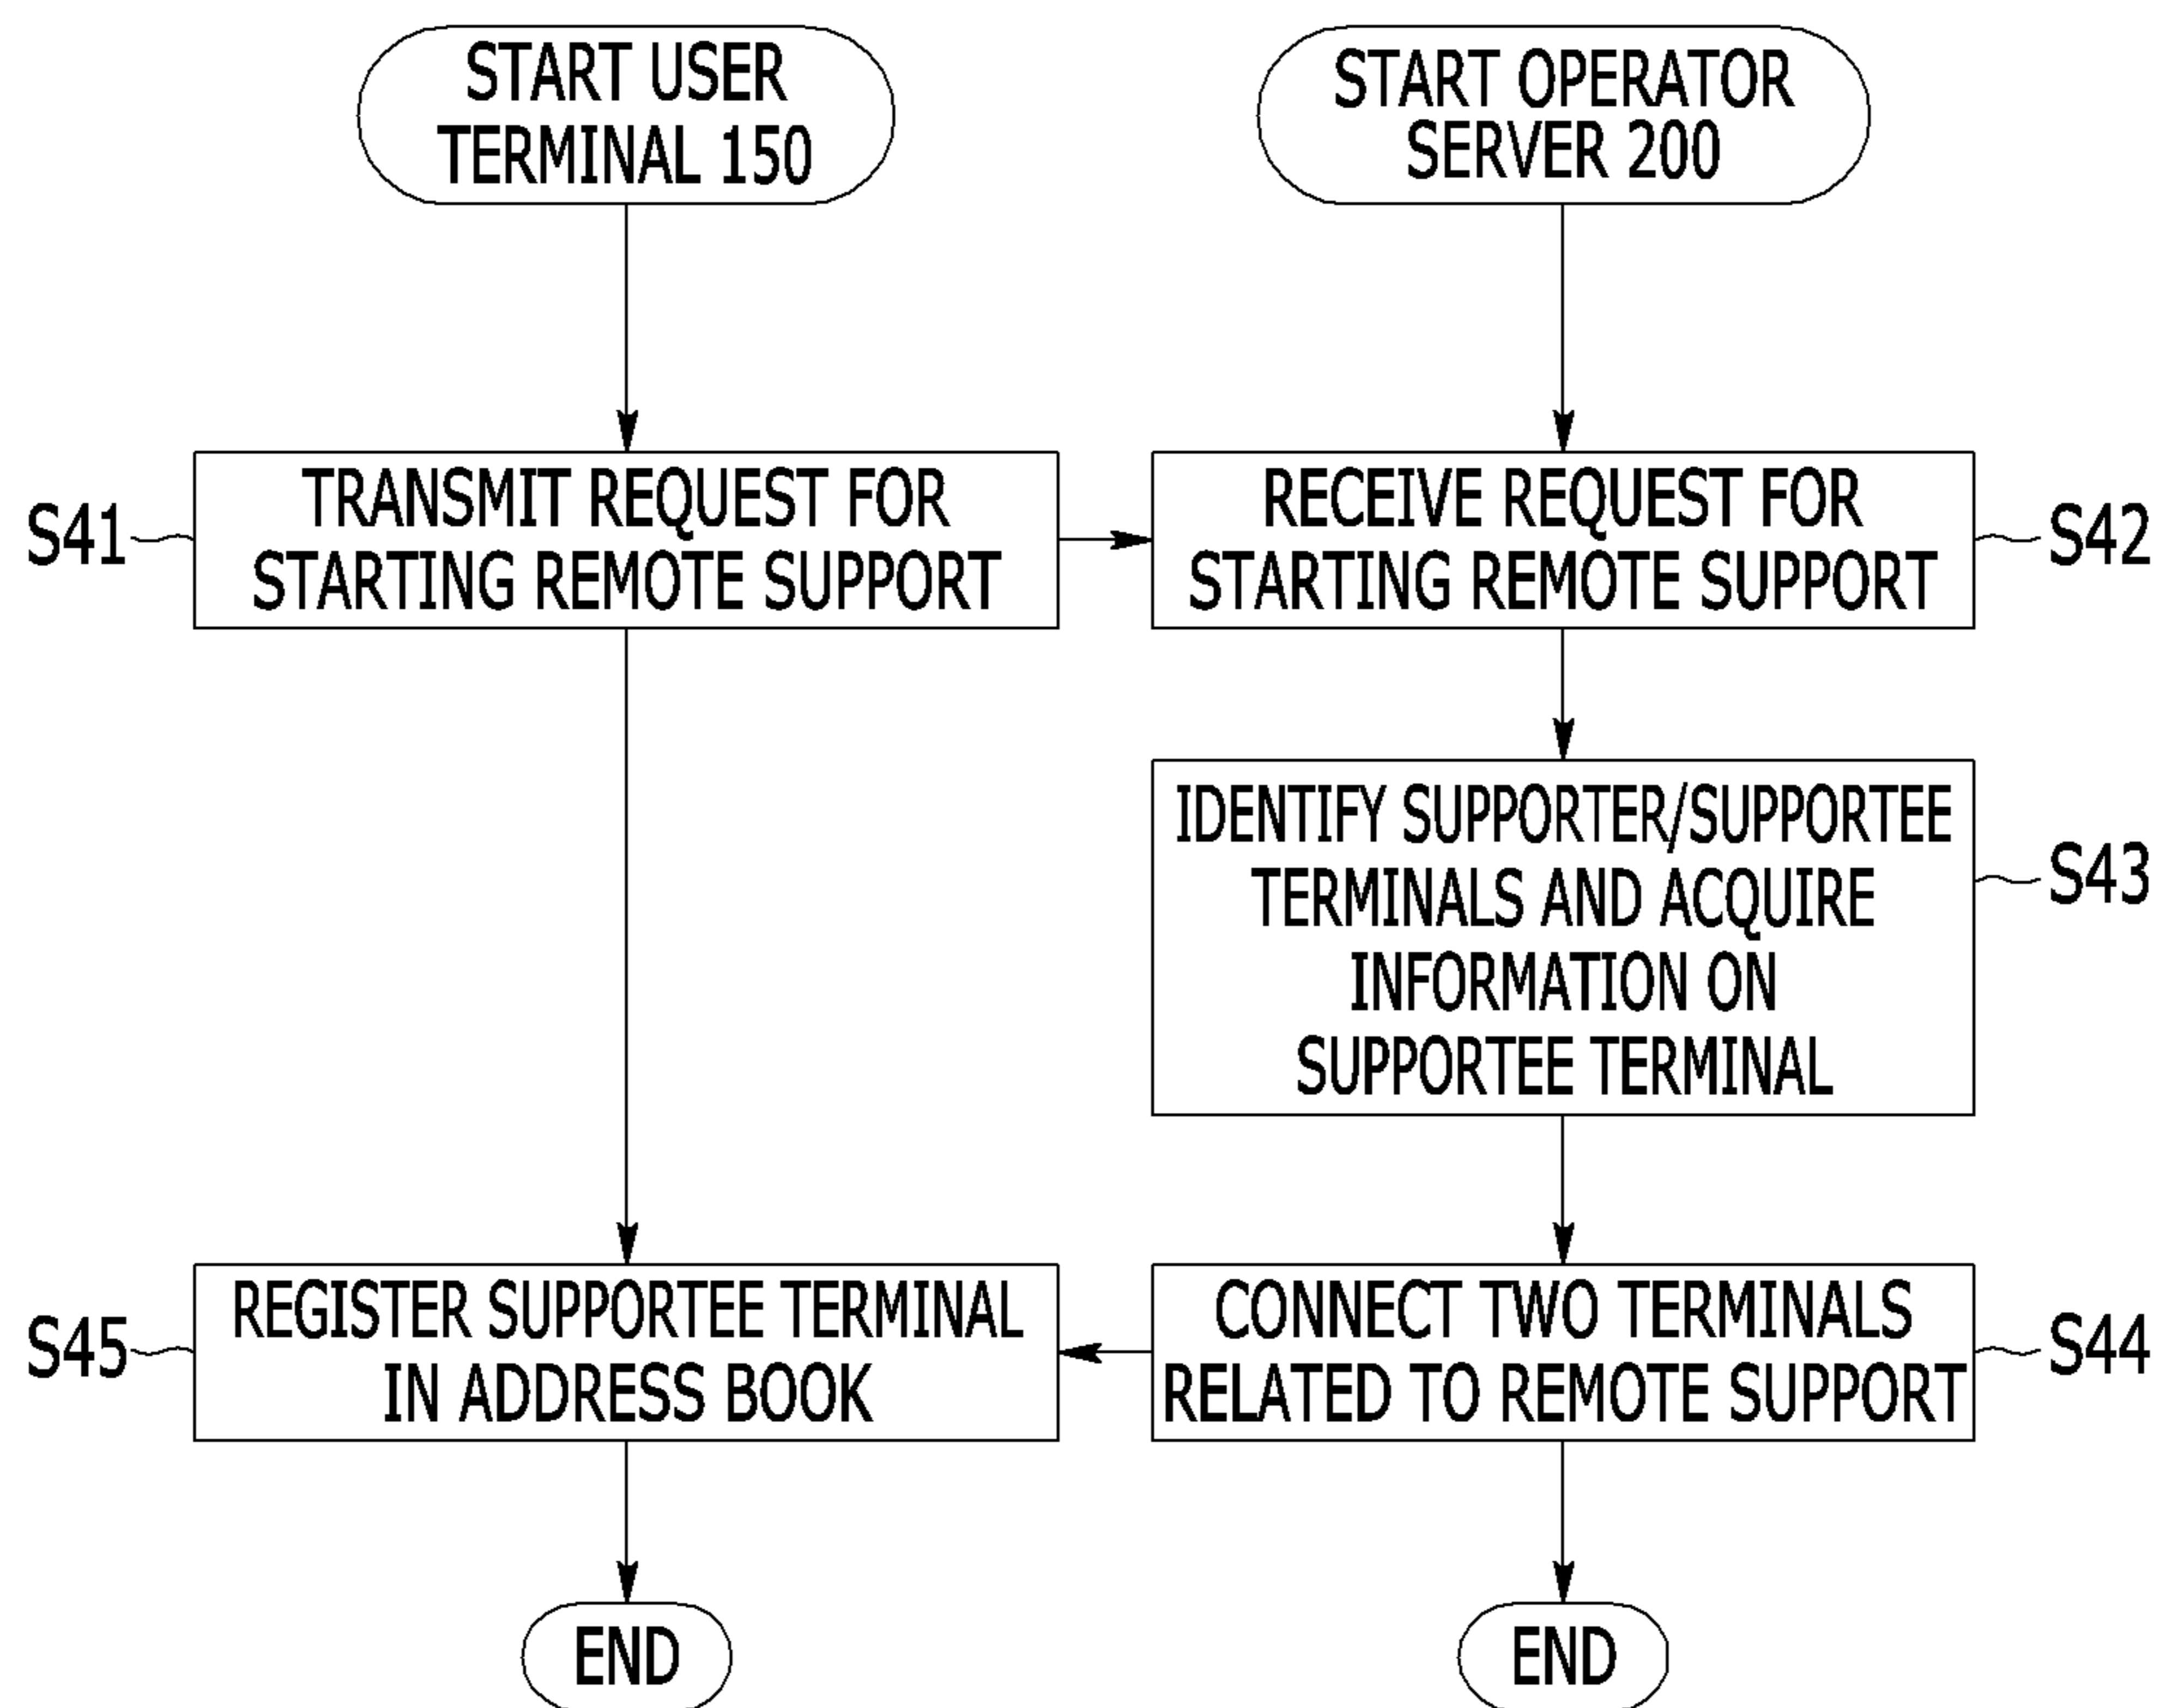 START USER
TERMINAL 150
START OPERATOR
SERVER 200
S41
TRANSMIT REQUEST FOR
STARTING REMOTE SUPPORT
RECEIVE REQUEST FOR
STARTING REMOTE SUPPORT
S42
IDENTIFY SUPPORTER/SUPPORTEE
TERMINALS AND ACQUIRE
INFORMATION ON
SUPPORTEE TERMINAL
S43
S45
REGISTER SUPPORTEE TERMINAL
IN ADDRESS BOOK
CONNECT TWO TERMINALS
RELATED TO REMOTE SUPPORT
S44
END
END